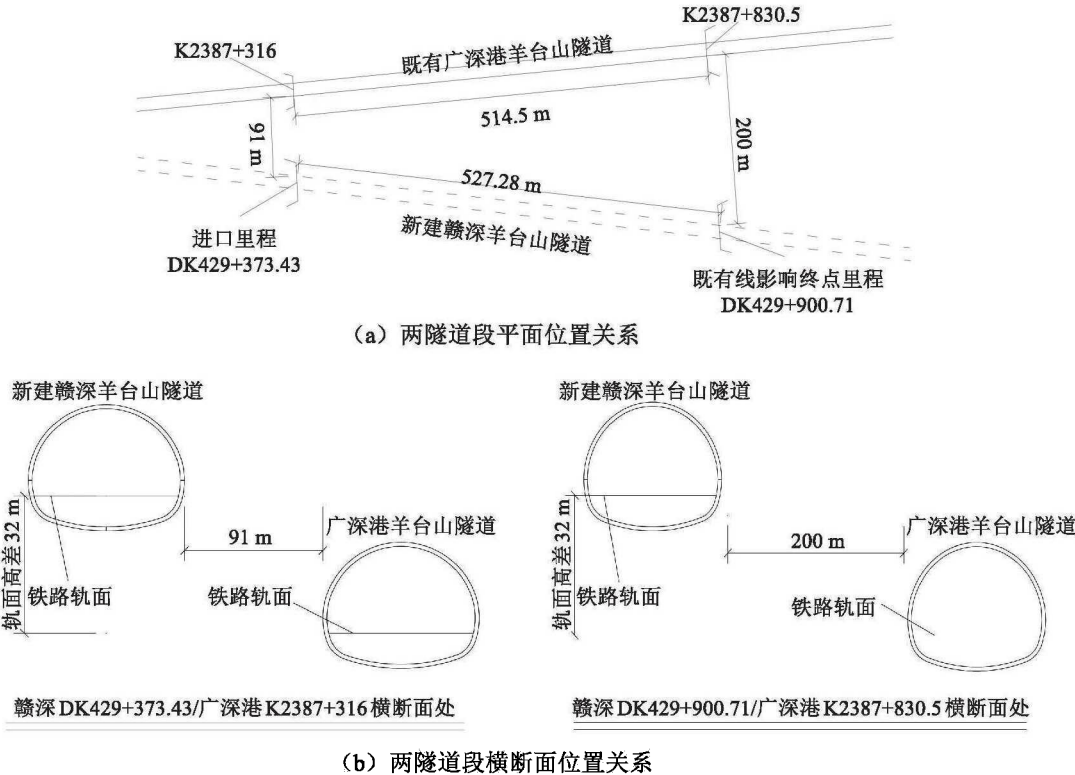 K2387+830.5
K2387+316
既有广深港羊台山隧道
514.5 m
91 m
200 m
527.28 m
新建赣深羊台山隧道
进口里程
DK429+373.43
既有线影响终点里程
DK429+900.71
（a）两隧道段平面位置关系
新建赣深羊台山隧道
轨面高差32 m
91 m
广深港羊台山隧道
铁路轨面
铁路轨面
赣深DK429+373.43/广深港K2387+316横断面处
新建赣深羊台山隧道
轨面高差32 m
200 m
广深港羊台山隧道
铁路轨面
铁路轨面
赣深DK429+900.71/广深港K2387+830.5横断面处
（b）两隧道段横断面位置关系